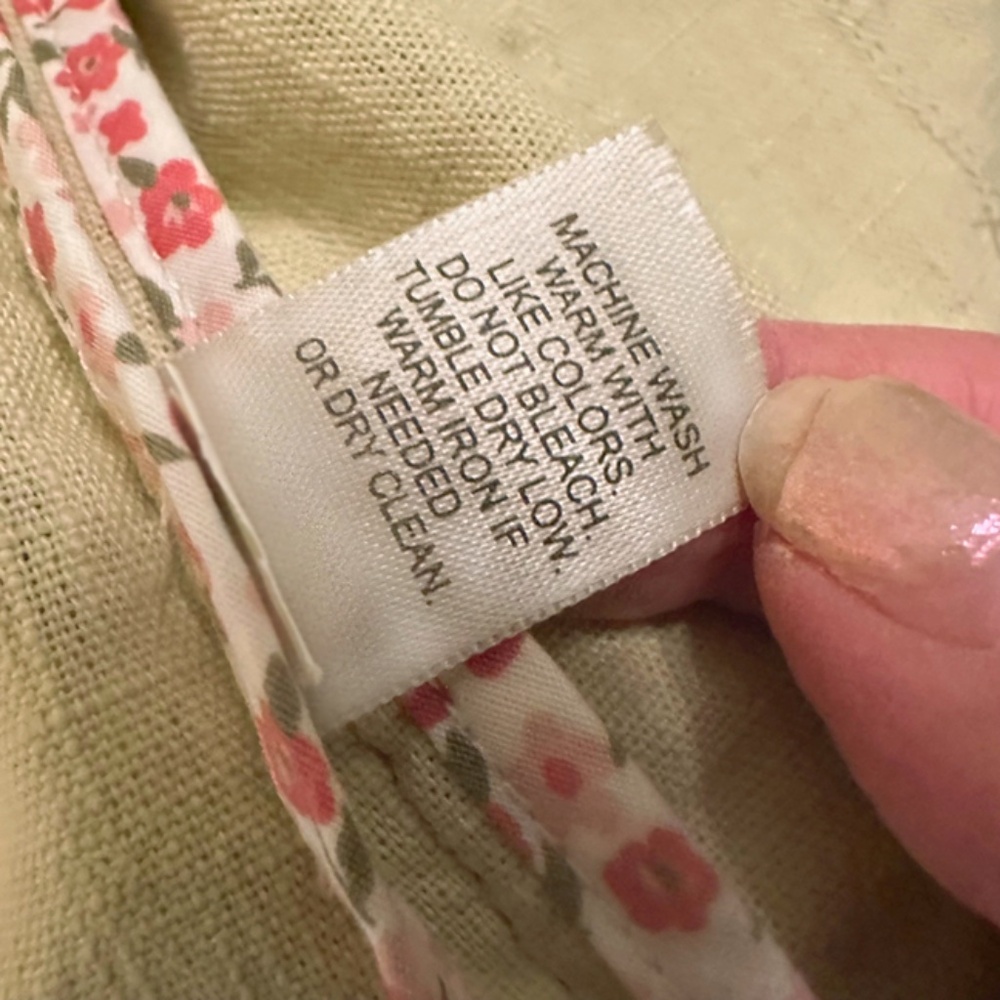 MACHINE WASH
WARM WITH
LIKE COLORS.
DO NOT BLEACH.
TUMBLE DRY LOW.
WARM IRON IF
NEEDED
OR DRY CLEAN.